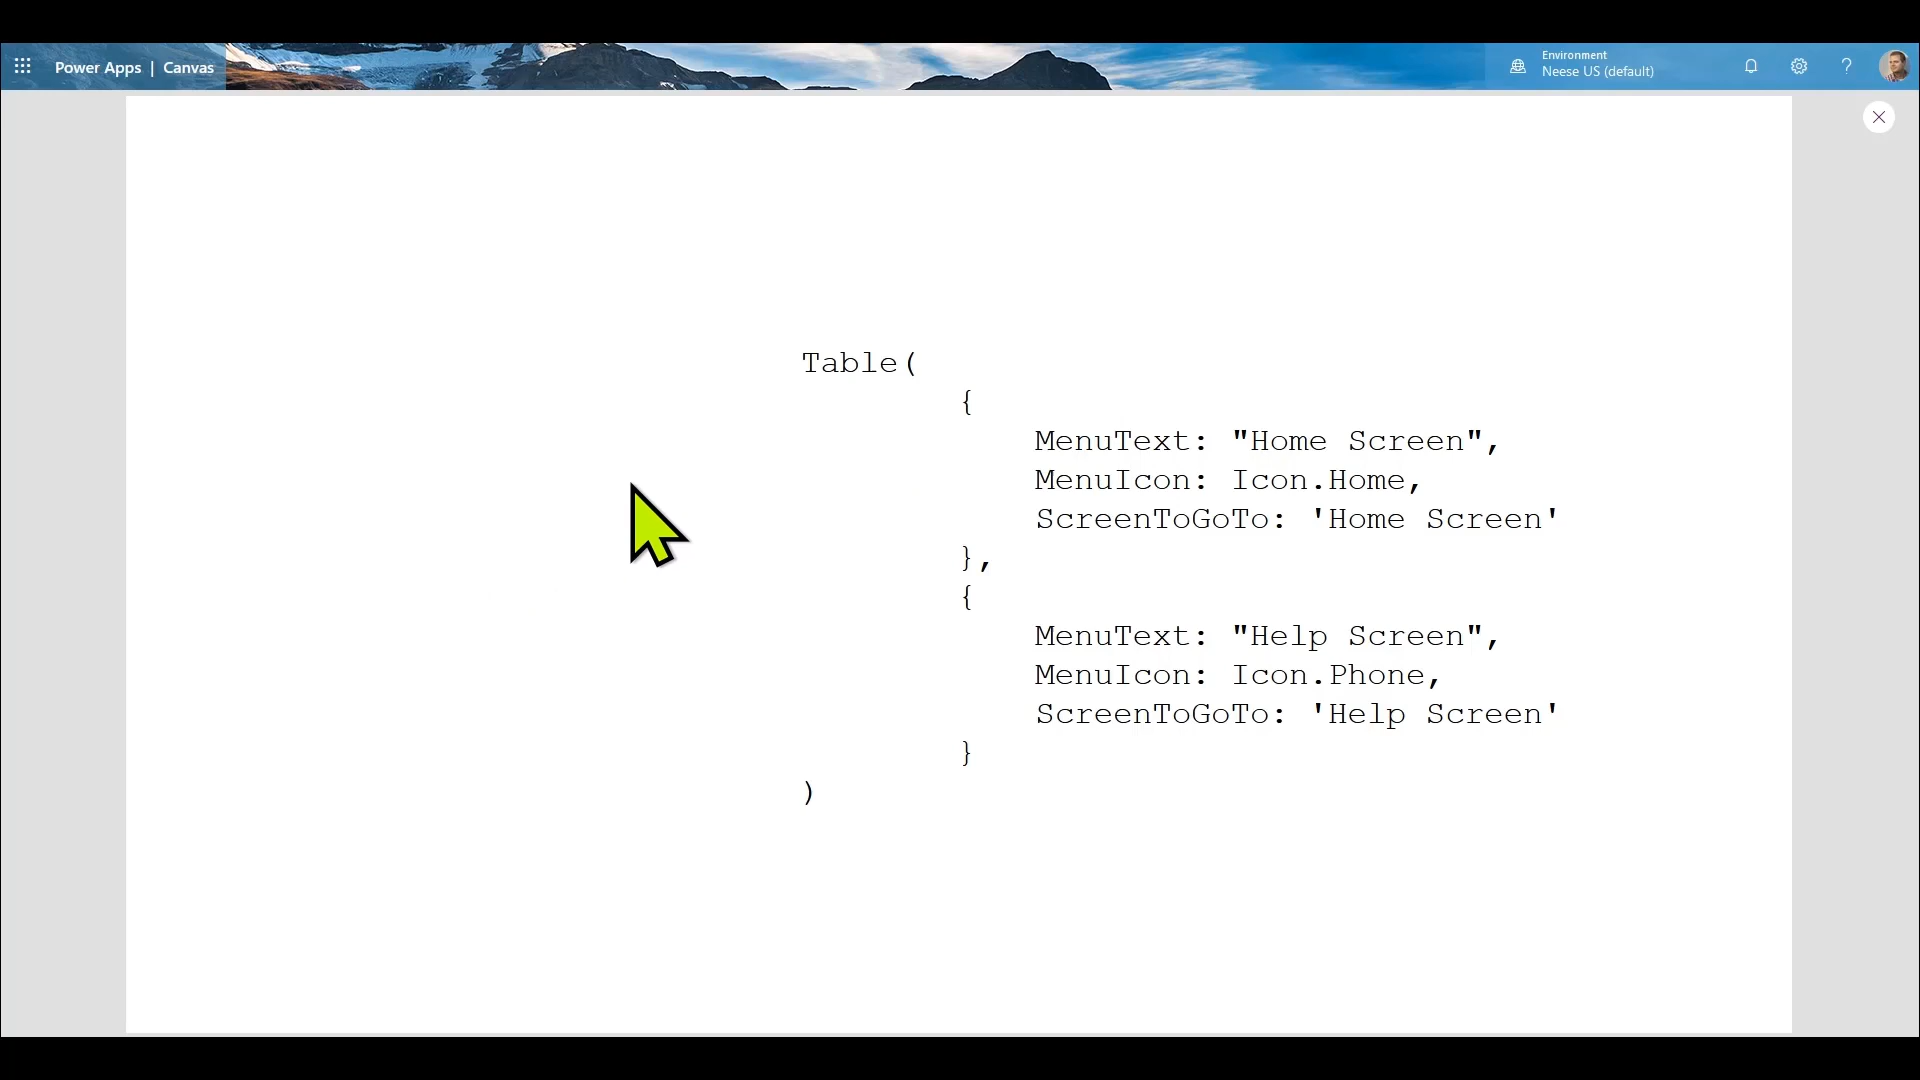 Power Apps | Canvas
Environment
Neese US (default)
?
Table(
{
MenuText: "Home Screen",
MenuIcon: Icon.Home,
ScreenToGoTo: 'Home Screen'
},
{
MenuText: "Help Screen",
MenuIcon: Icon.Phone,
ScreenToGoTo: 'Help Screen'
}
)